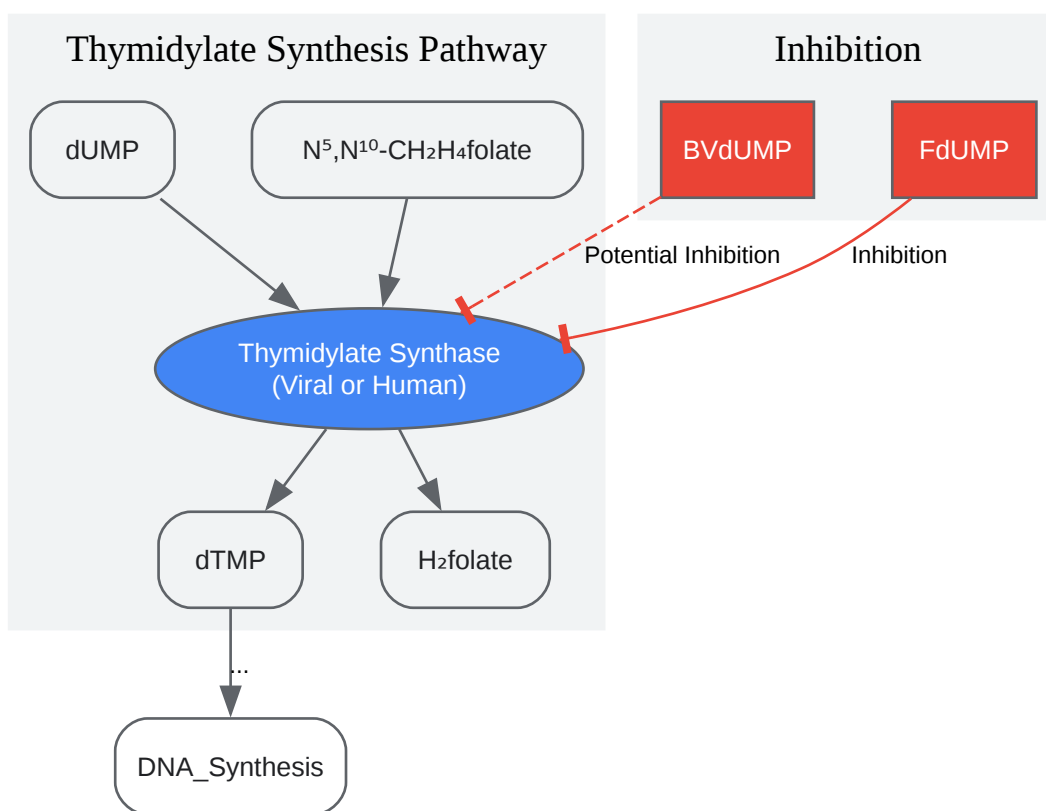 Thymidylate Synthesis Pathway
Inhibition
dUMP
N⁵,N¹⁰-CH₂H₄folate
BVdUMP
FdUMP
Potential Inhibition
Inhibition
Thymidylate Synthase
(Viral or Human)
dTMP
H₂folate
...
DNA_Synthesis